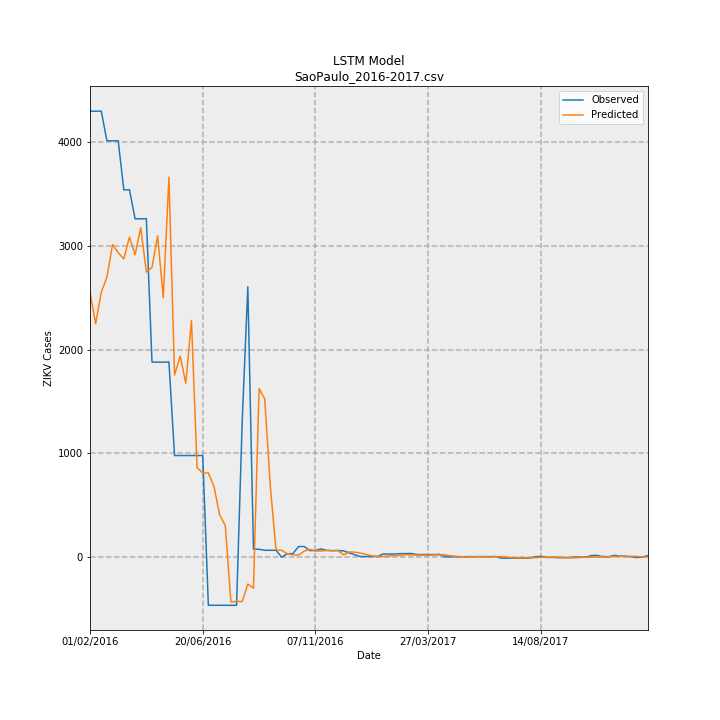 LSTM Model
SaoPaulo_2016-2017.csv
Observed
Predicted
ZIKV Cases
4000
3000
2000
1000
0
01/02/2016 20/06/2016 07/11/2016 27/03/2017 14/08/2017
Date